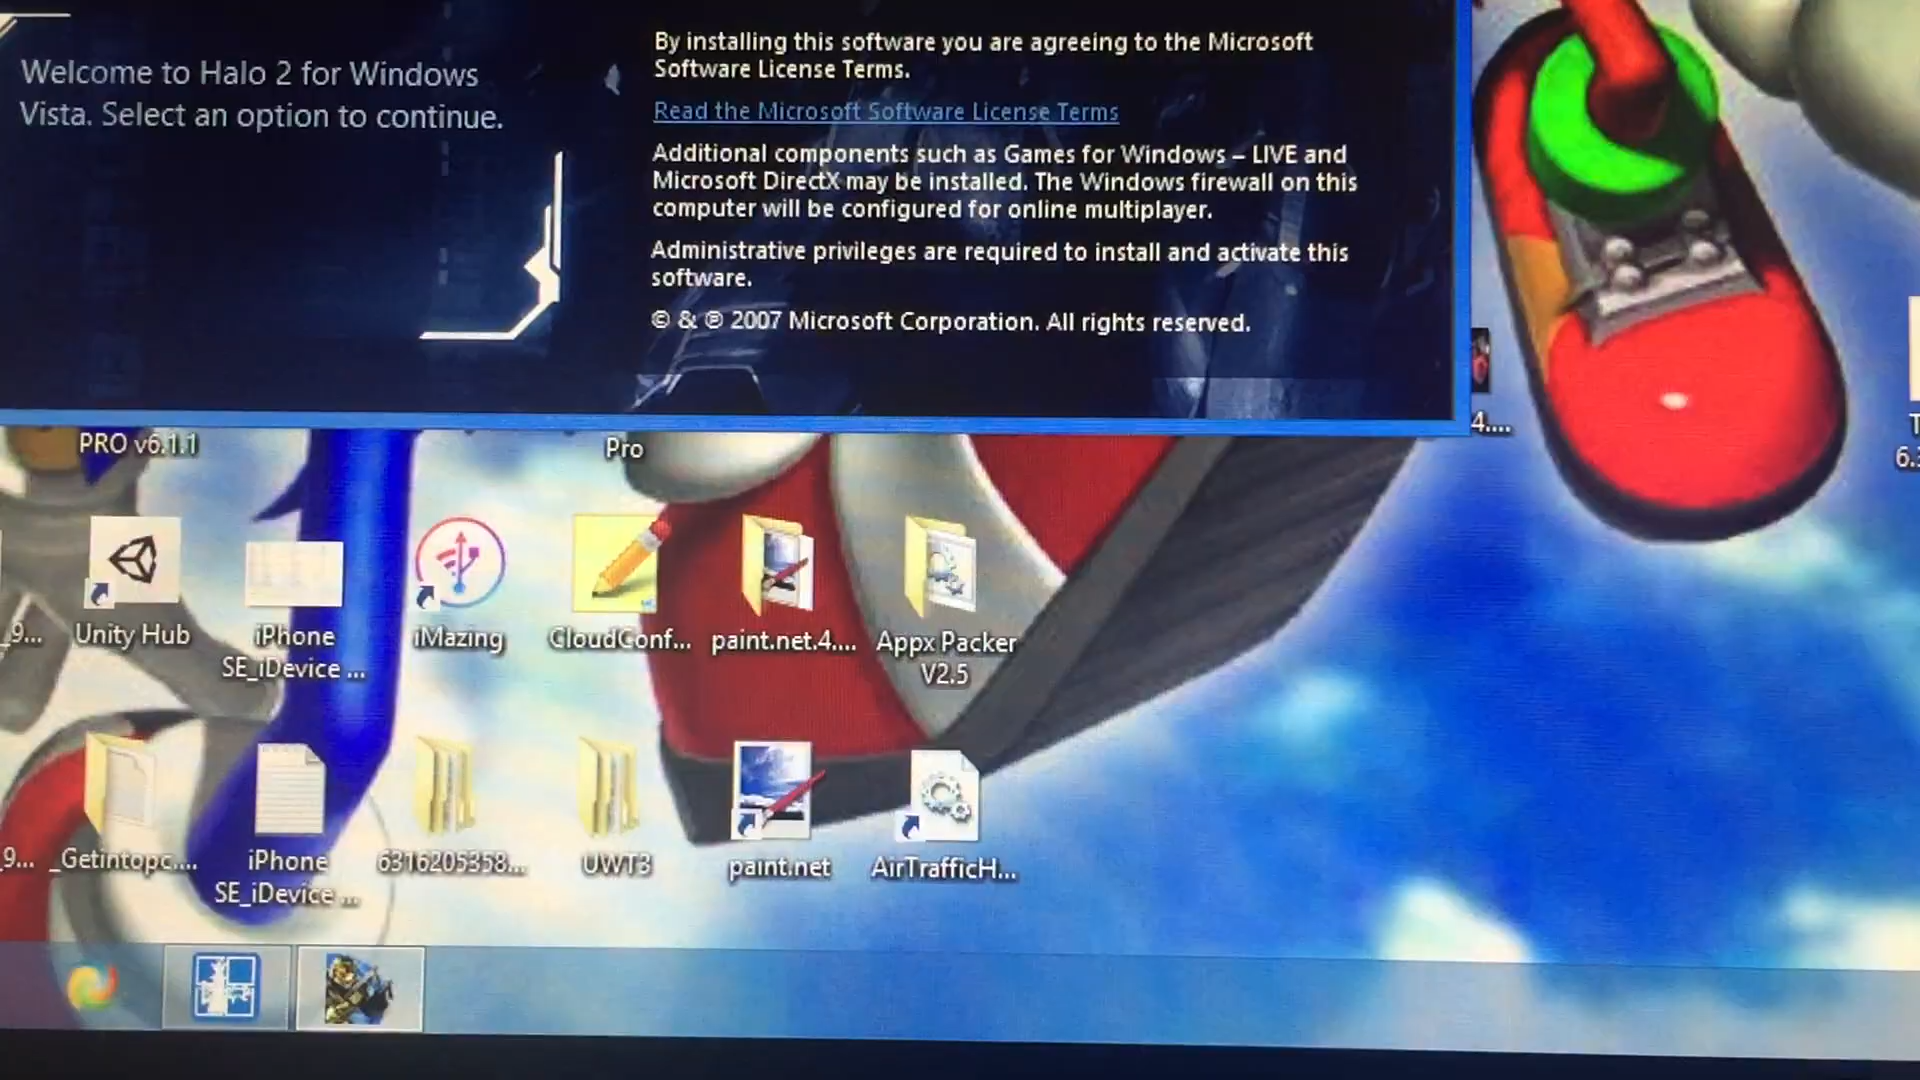 Welcome to Halo 2 for Windows
Vista. Select an option to continue.
By installing this software you are agreeing to the Microsoft
Software License Terms.
Read the Microsoft Software License Terms
Additional components such as Games for Windows – LIVE and
Microsoft DirectX may be installed. The Windows firewall on this
computer will be configured for online multiplayer.
Administrative privileges are required to install and activate this
software.
© & ℗ 2007 Microsoft Corporation. All rights reserved.
4....
PRO v6.1.1
Pro
_9...
Unity Hub
iPhone
SE_iDevice ...
iMazing
CloudConf...
paint.net.4....
Appx Packer
V2.5
9...
_Getintopc....
iPhone
SE_iDevice ...
6316205358...
UWT3
paint.net
AirTrafficH...